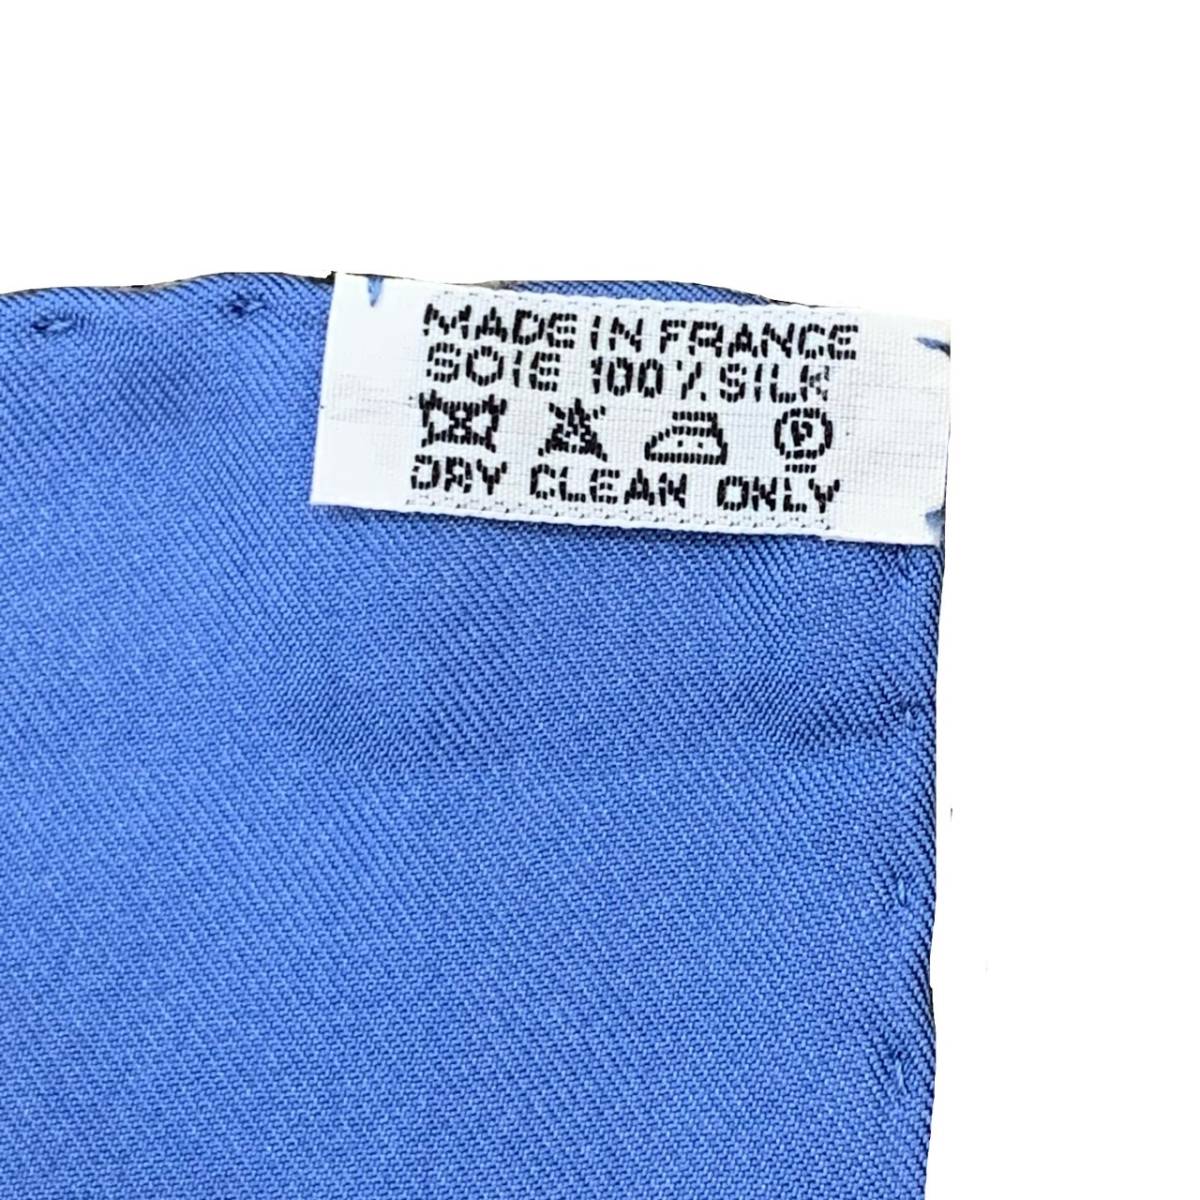 MADE IN FRANCE
SOIE 100% SILK
P
DRY CLEAN ONLY